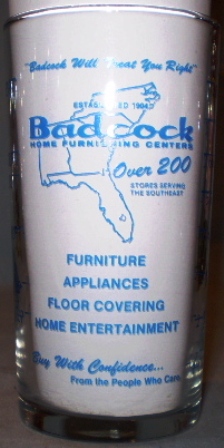 "Badcock Will Treat You Right"
ESTABLISHED 1904
Badcock
HOME FURNISHING CENTERS
Over 200
STORES SERVING
THE SOUTHEAST
FURNITURE
APPLIANCES
FLOOR COVERING
HOME ENTERTAINMENT
Buy With Confidence...
From the People Who Care